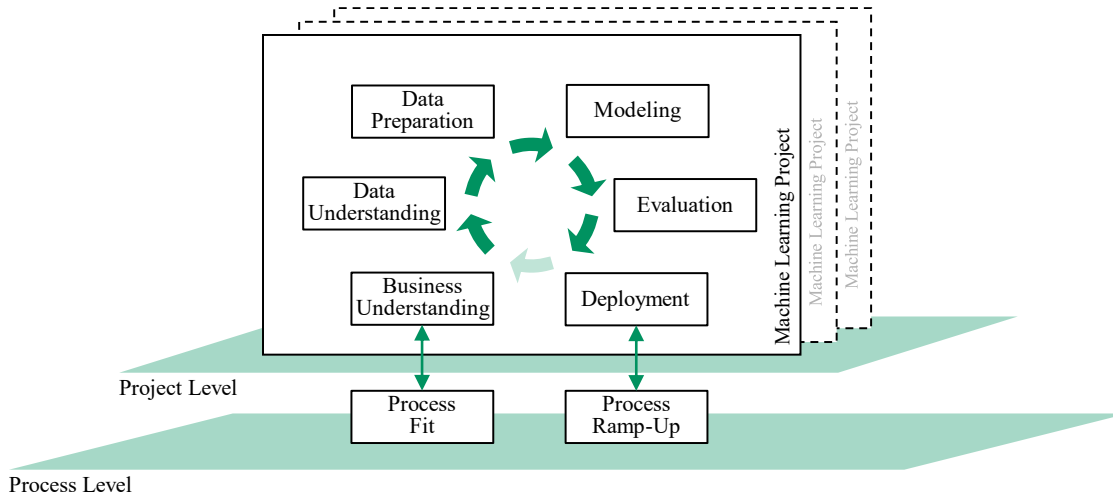 Data
Preparation
Modeling
Data
Understanding
Evaluation
Business
Understanding
Deployment
Machine Learning Project
Machine Learning Project
Machine Learning Project
Project Level
Process
Fit
Process
Ramp-Up
Process Level